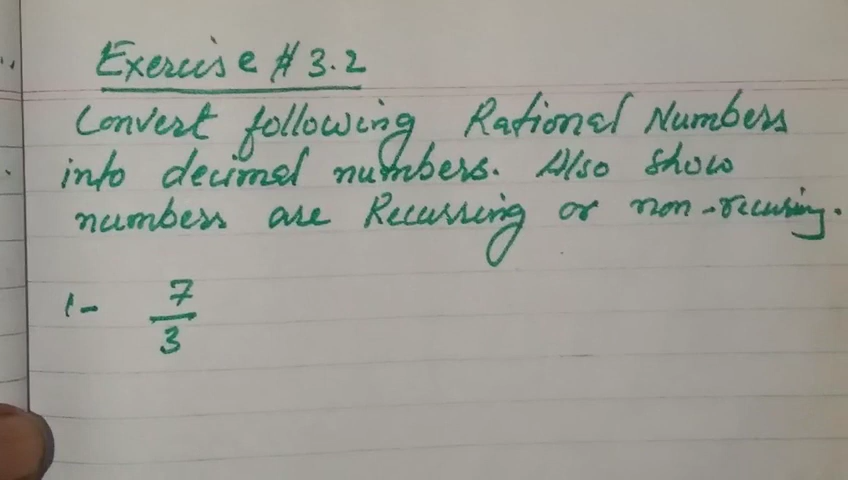 Exercise # 3.2
Convert following Rational Numbers
into decimal numbers. Also show
numbers are Recurring or non-recuring.
1- 7/3